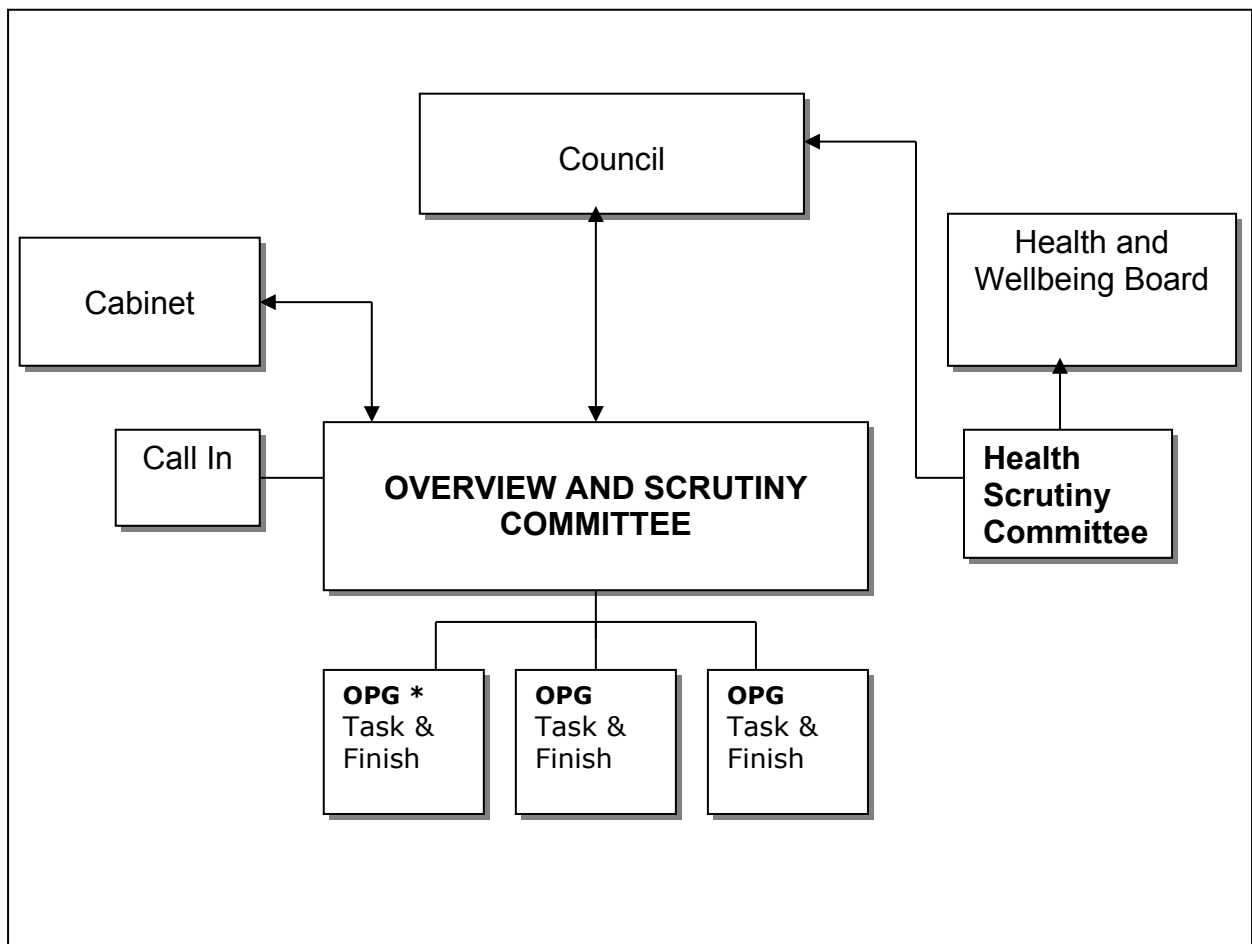 Council
Health and
Wellbeing Board
Cabinet
Call In
OVERVIEW AND SCRUTINY
COMMITTEE
Health
Scrutiny
Committee
OPG *
Task &
Finish
OPG
Task &
Finish
OPG
Task &
Finish